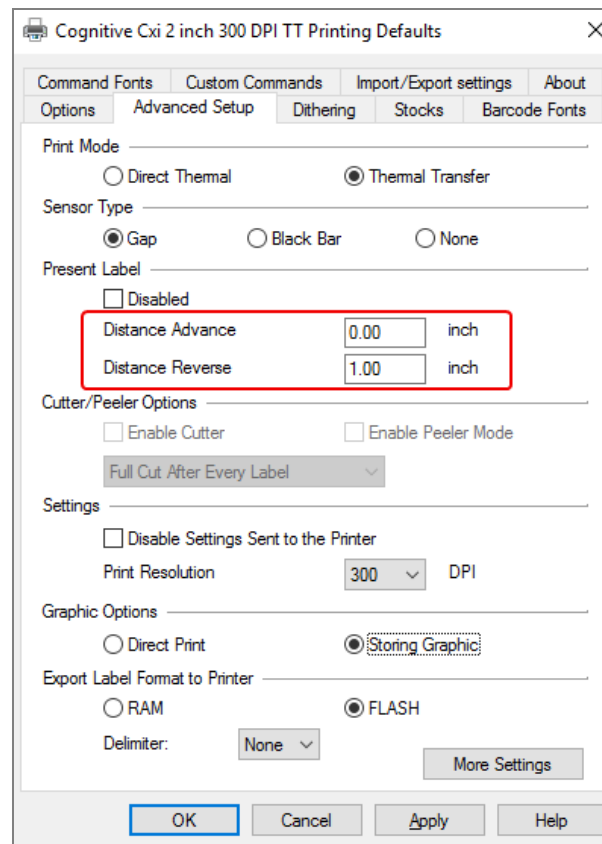 Cognitive Cxi 2 inch 300 DPI TT Printing Defaults
Command Fonts Custom Commands Import/Export settings About
Options Advanced Setup Dithering Stocks Barcode Fonts
Print Mode
Direct Thermal Thermal Transfer
Sensor Type
Gap Black Bar None
Present Label
Disabled
Distance Advance 0.00 inch
Distance Reverse 1.00 inch
Cutter/Peeler Options
Enable Cutter Enable Peeler Mode
Full Cut After Every Label
Settings
Disable Settings Sent to the Printer
Print Resolution 300 DPI
Graphic Options
Direct Print Storing Graphic
Export Label Format to Printer
RAM FLASH
Delimiter: None
More Settings
OK Cancel Apply Help